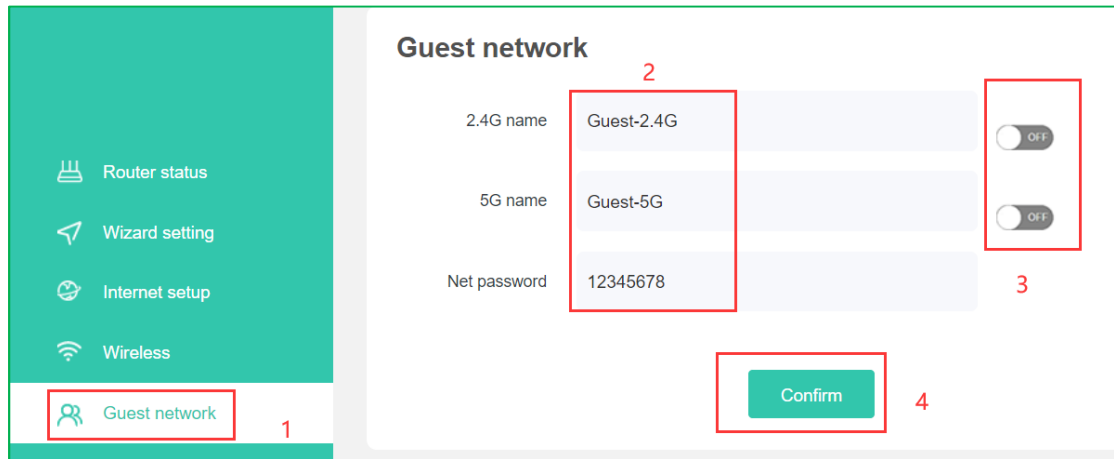 Guest network
2
2.4G name Guest-2.4G OFF
5G name Guest-5G OFF
Net password 12345678 3
Confirm 4
Router status
Wizard setting
Internet setup
Wireless
Guest network 1